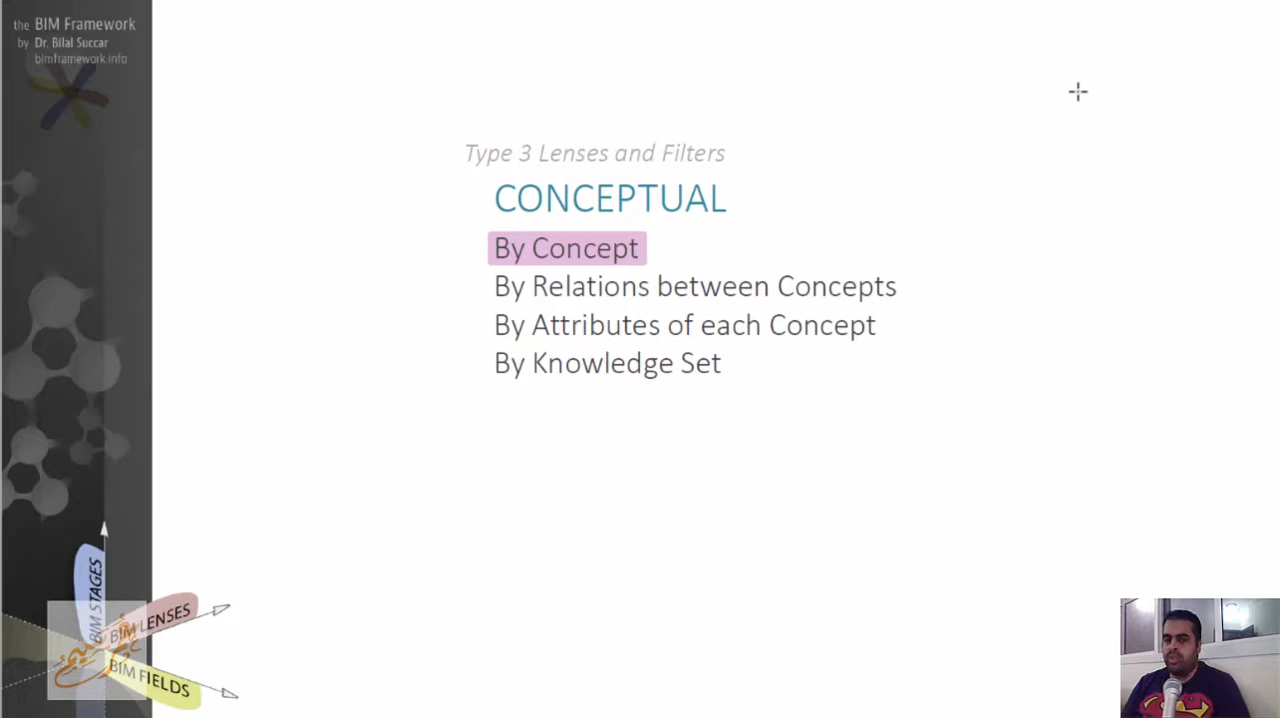 the BIM Framework
by Dr. Bilal Succar
bimframework.info
Type 3 Lenses and Filters
CONCEPTUAL
By Concept
By Relations between Concepts
By Attributes of each Concept
By Knowledge Set
BIM STAGES
BIM LENSES
BIM FIELDS